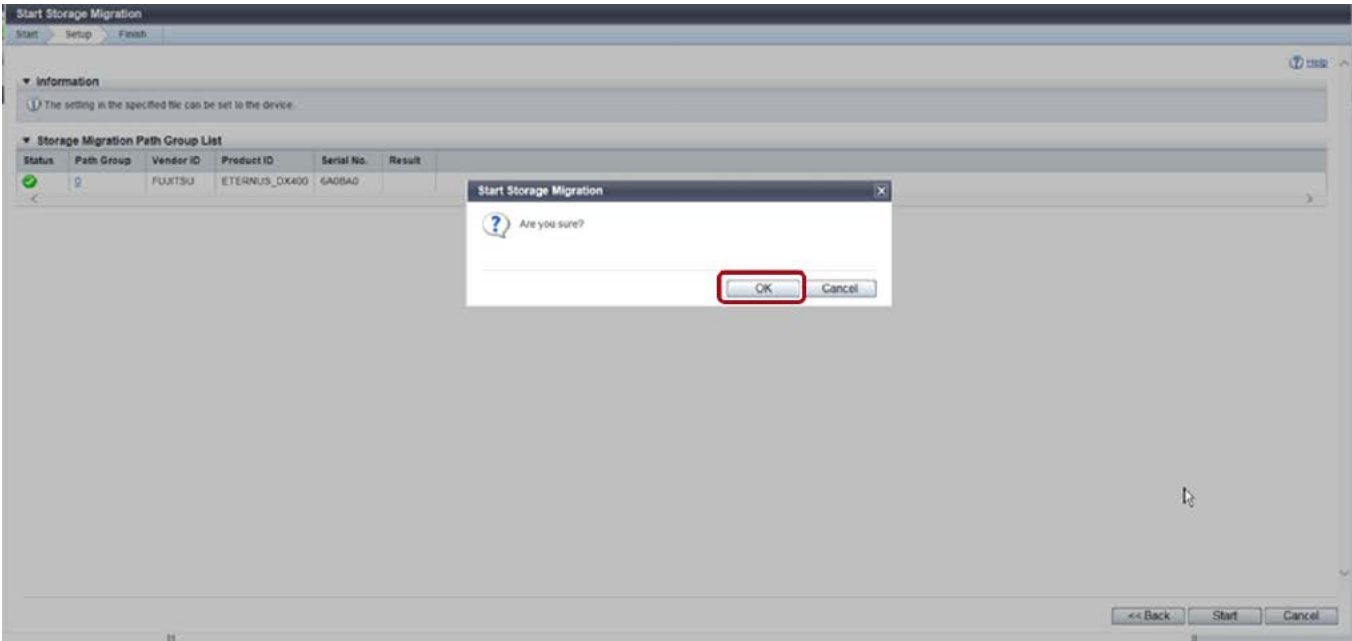 Start Storage Migration
Start Setup Finish
Help
Information
The setting in the specified file can be set to the device.
Storage Migration Path Group List
Status Path Group Vendor ID Product ID Serial No. Result
0 FUJITSU ETERNUS_DX400 6A0BA0
Start Storage Migration
Are you sure?
OK Cancel
<< Back Start Cancel